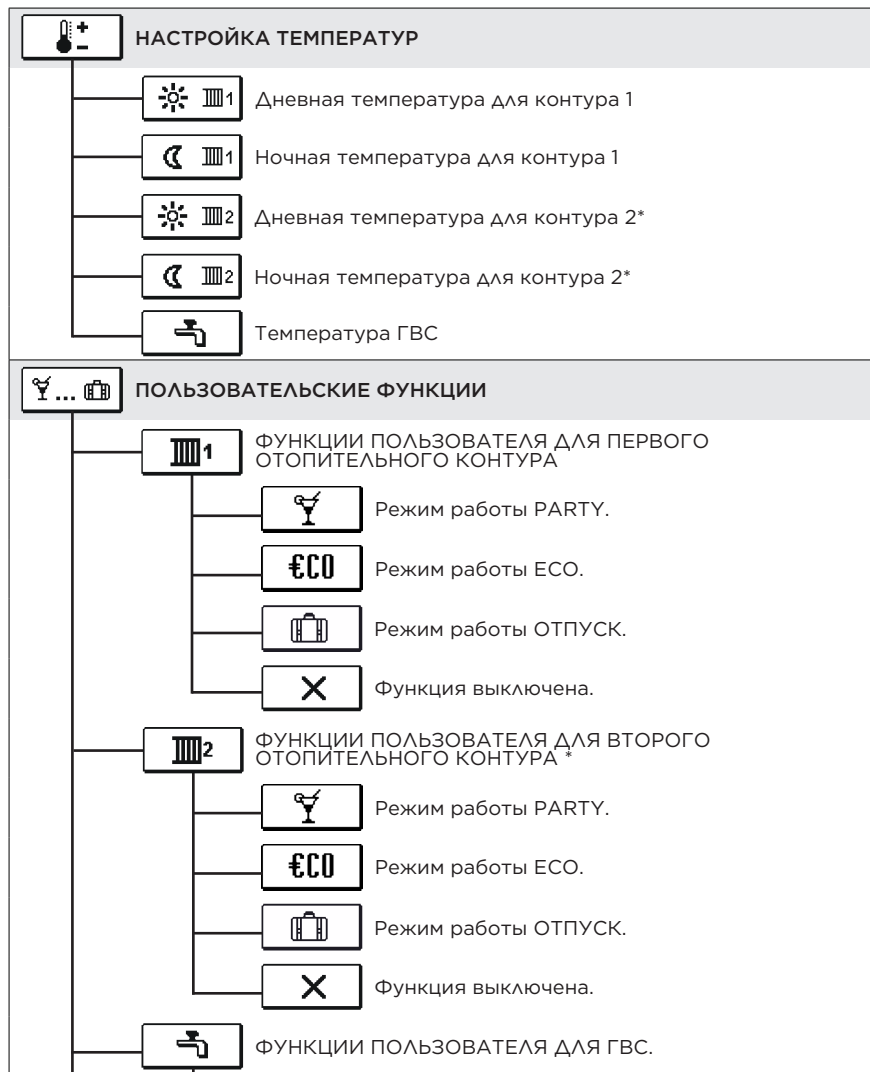 НАСТРОЙКА ТЕМПЕРАТУР
1 Дневная температура для контура 1
1 Ночная температура для контура 1
2 Дневная температура для контура 2*
2 Ночная температура для контура 2*
Температура ГВС
... ПОЛЬЗОВАТЕЛЬСКИЕ ФУНКЦИИ
1 ФУНКЦИИ ПОЛЬЗОВАТЕЛЯ ДЛЯ ПЕРВОГО
ОТОПИТЕЛЬНОГО КОНТУРА
Режим работы PARTY.
€CO Режим работы ECO.
Режим работы ОТПУСК.
Функция выключена.
2 ФУНКЦИИ ПОЛЬЗОВАТЕЛЯ ДЛЯ ВТОРОГО
ОТОПИТЕЛЬНОГО КОНТУРА *
Режим работы PARTY.
€CO Режим работы ECO.
Режим работы ОТПУСК.
Функция выключена.
ФУНКЦИИ ПОЛЬЗОВАТЕЛЯ ДЛЯ ГВС.